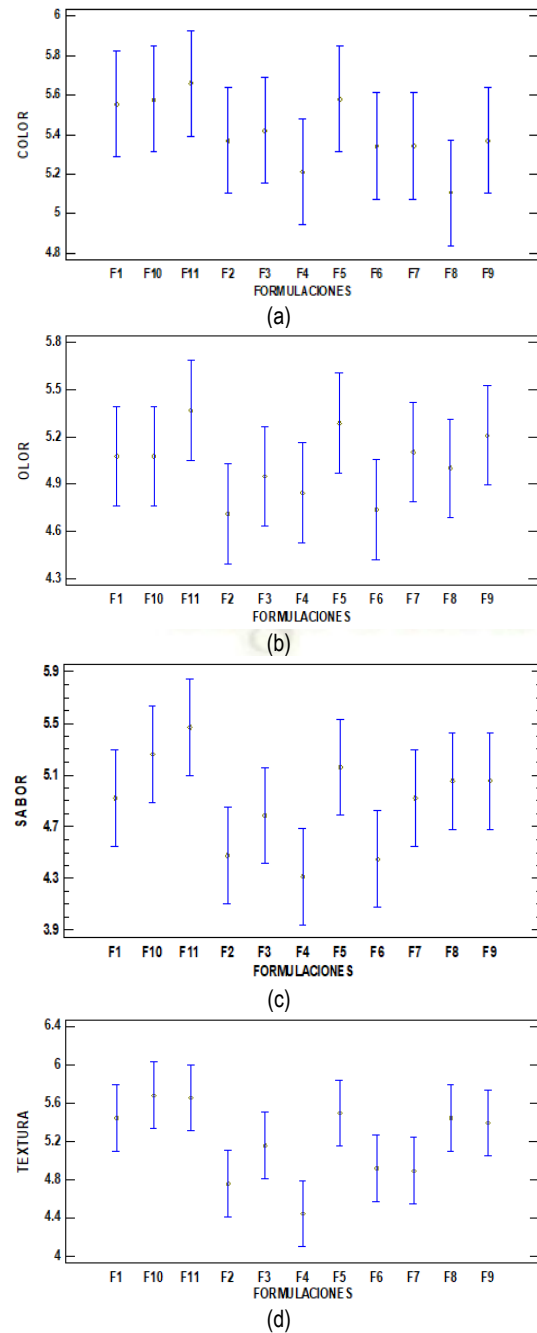 6
5.8
5.6
5.4
5.2
5
4.8
COLOR
F1 F10 F11 F2 F3 F4 F5 F6 F7 F8 F9
FORMULACIONES
(a)
5.8
5.5
5.2
4.9
4.6
4.3
OLOR
F1 F10 F11 F2 F3 F4 F5 F6 F7 F8 F9
FORMULACIONES
(b)
5.9
5.5
5.1
4.7
4.3
3.9
SABOR
F1 F10 F11 F2 F3 F4 F5 F6 F7 F8 F9
FORMULACIONES
(c)
6.4
6
5.6
5.2
4.8
4.4
4
TEXTURA
F1 F10 F11 F2 F3 F4 F5 F6 F7 F8 F9
FORMULACIONES
(d)